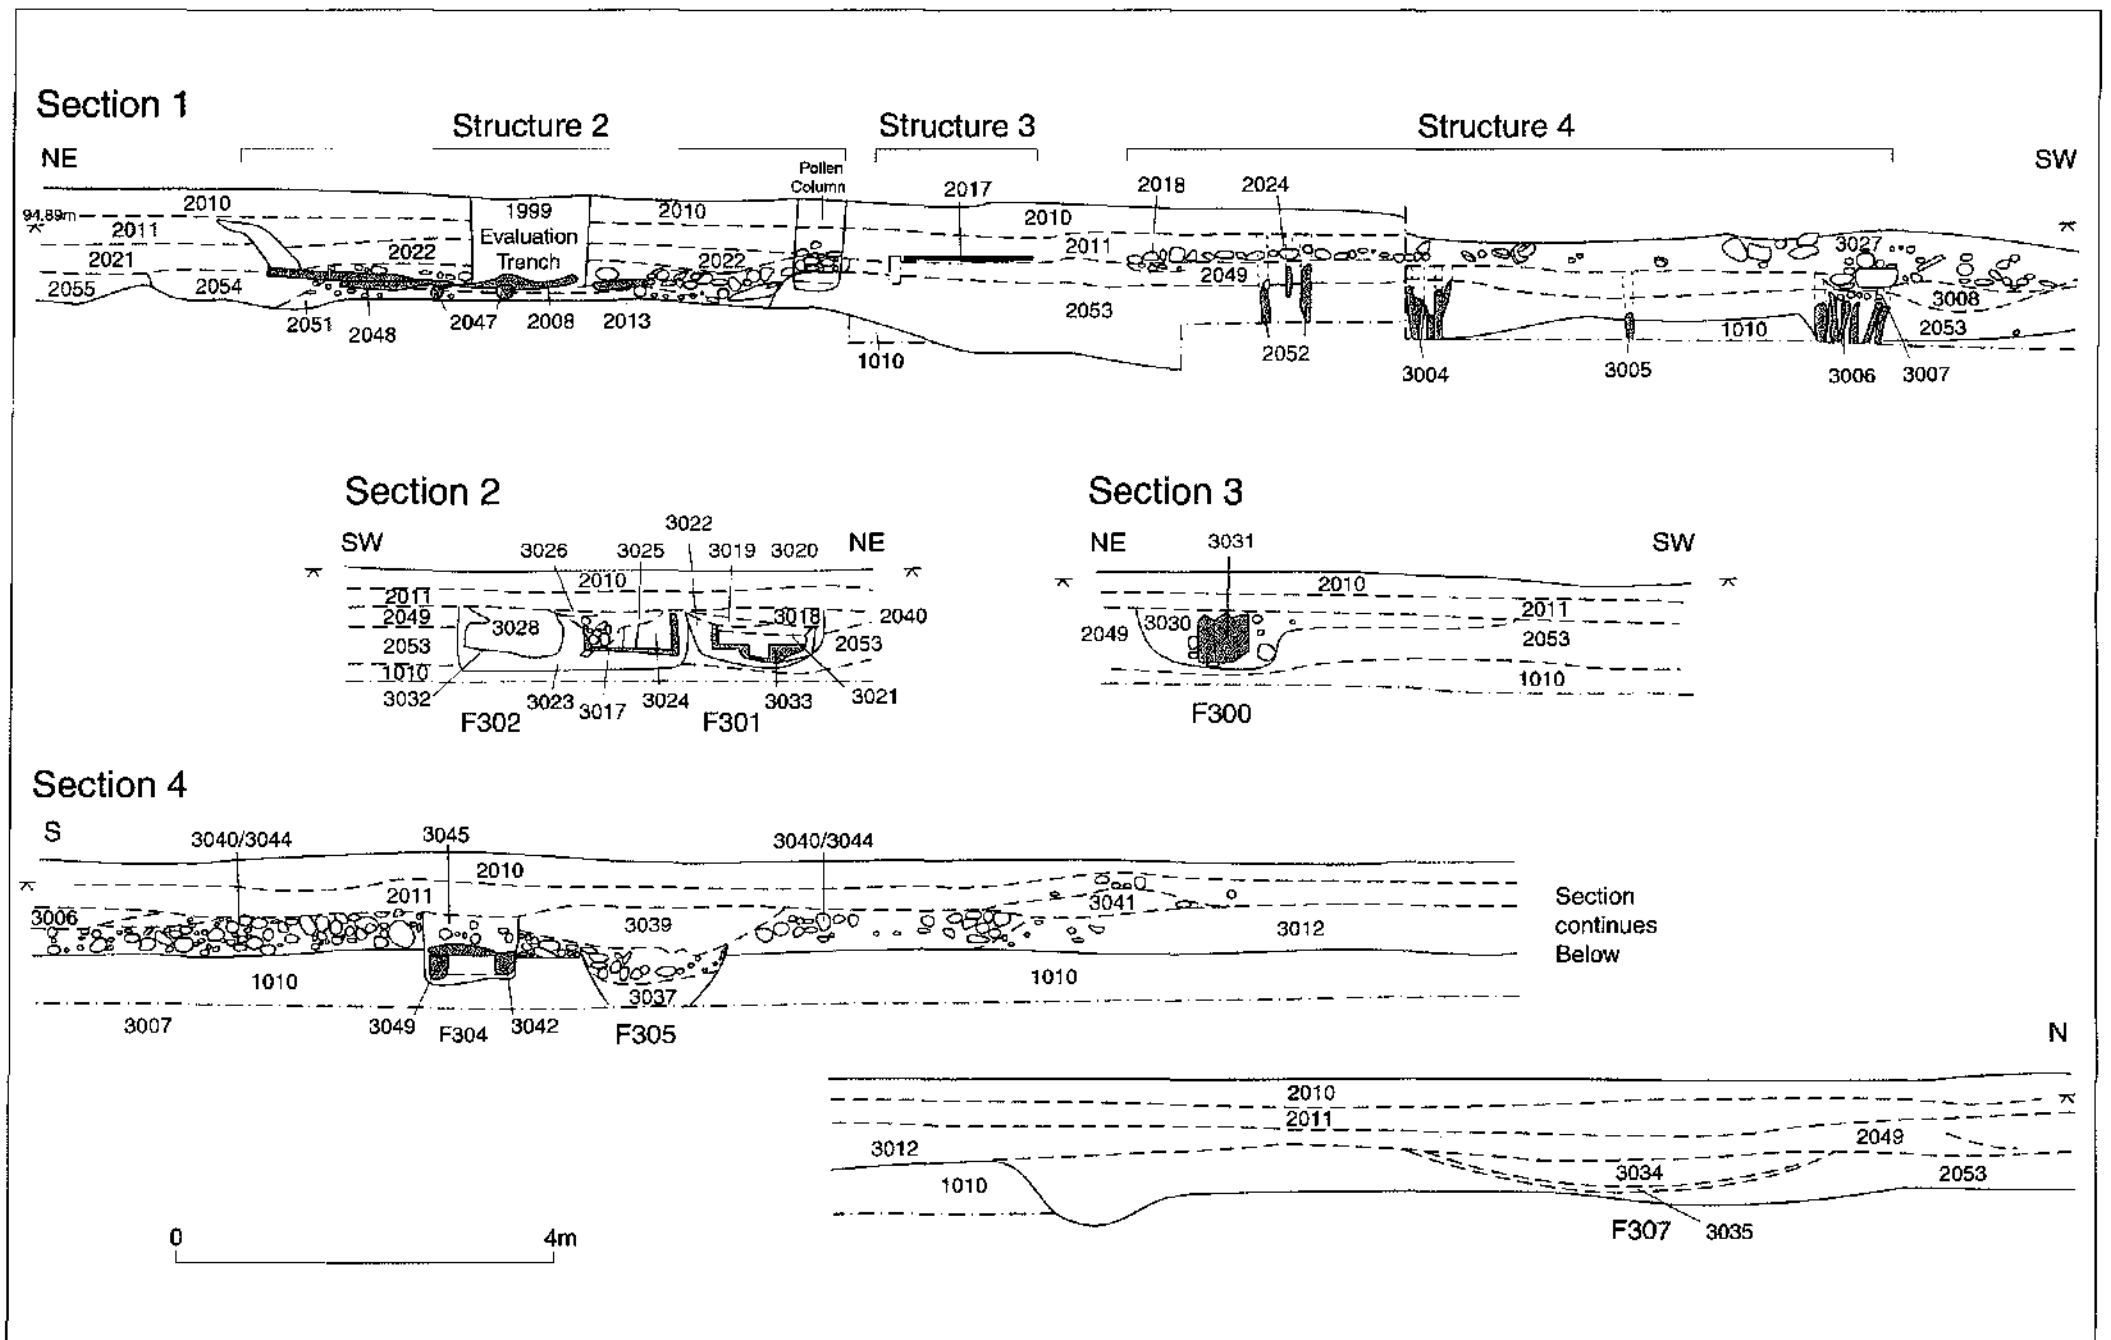 Section 1
Structure 2 Structure 3 Structure 4
NE SW
Pollen
Column
2017 2018 2024
94.89m
2010 1999 2010 2010
2011 Evaluation 2011
Trench
2022 2022 3027
2021 2049
2055 2054 3008
2053 2053
2051 2048 2047 2008 2013 1010
1010 2052
3004 3005 3006 3007
Section 2
3022
SW 3026 3025 3019 3020 NE
2010
2011
2049 3028 3018 2040
2053 2053
1010
3032 3023 3017 3024 3033 3021
F302 F301
Section 3
NE 3031 SW
2010
2011
2049 3030 2053
1010
F300
Section 4
S
3040/3044 3045 3040/3044
2010
2011
3006 3039 3041 3012
1010 1010
3037
3007 3049 F304 3042 F305
Section
continues
Below
N
2010
2011
3012 2049
1010 3034 2053
F307 3035
0 4m